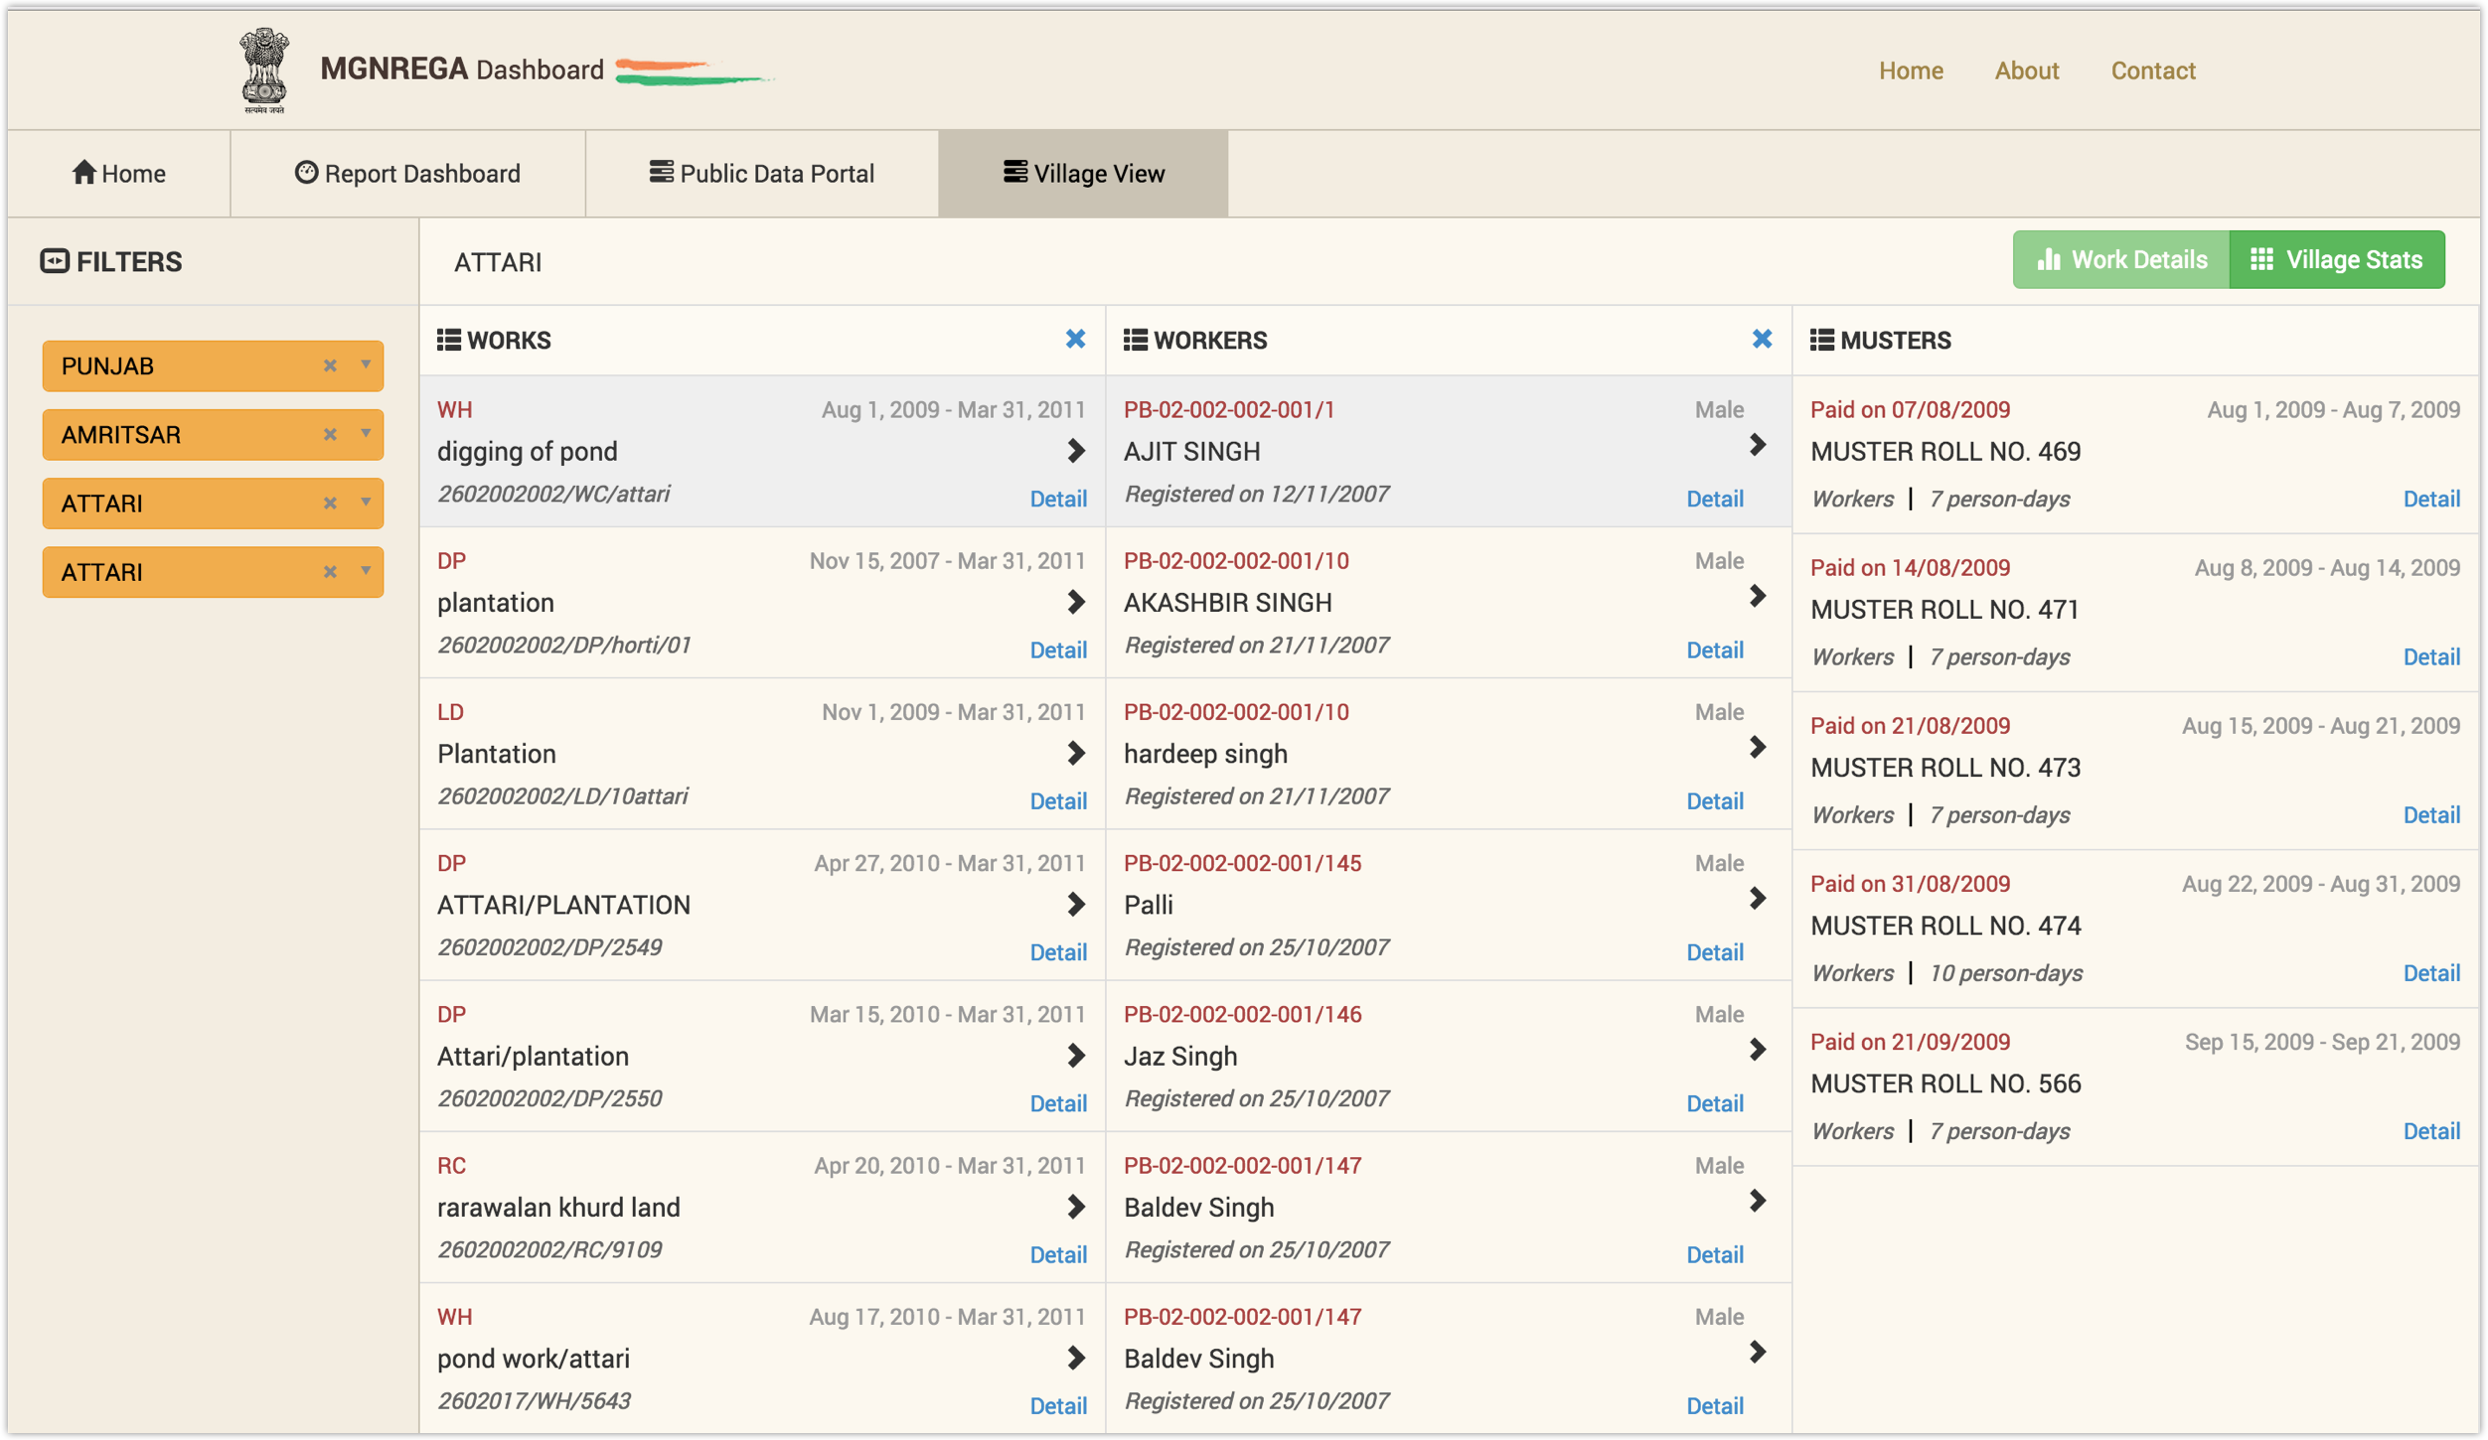 सत्यमेव जयते
MGNREGA Dashboard
Home About Contact
Home Report Dashboard Public Data Portal Village View
FILTERS
PUNJAB
AMRITSAR
ATTARI
ATTARI
ATTARI
Work Details Village Stats
WORKS
WH Aug 1, 2009 - Mar 31, 2011
digging of pond
2602002002/WC/attari Detail
DP Nov 15, 2007 - Mar 31, 2011
plantation
2602002002/DP/horti/01 Detail
LD Nov 1, 2009 - Mar 31, 2011
Plantation
2602002002/LD/10attari Detail
DP Apr 27, 2010 - Mar 31, 2011
ATTARI/PLANTATION
2602002002/DP/2549 Detail
DP Mar 15, 2010 - Mar 31, 2011
Attari/plantation
2602002002/DP/2550 Detail
RC Apr 20, 2010 - Mar 31, 2011
rarawalan khurd land
2602002002/RC/9109 Detail
WH Aug 17, 2010 - Mar 31, 2011
pond work/attari
2602017/WH/5643 Detail
WORKERS
PB-02-002-002-001/1 Male
AJIT SINGH
Registered on 12/11/2007 Detail
PB-02-002-002-001/10 Male
AKASHBIR SINGH
Registered on 21/11/2007 Detail
PB-02-002-002-001/10 Male
hardeep singh
Registered on 21/11/2007 Detail
PB-02-002-002-001/145 Male
Palli
Registered on 25/10/2007 Detail
PB-02-002-002-001/146 Male
Jaz Singh
Registered on 25/10/2007 Detail
PB-02-002-002-001/147 Male
Baldev Singh
Registered on 25/10/2007 Detail
PB-02-002-002-001/147 Male
Baldev Singh
Registered on 25/10/2007 Detail
MUSTERS
Paid on 07/08/2009 Aug 1, 2009 - Aug 7, 2009
MUSTER ROLL NO. 469
Workers | 7 person-days Detail
Paid on 14/08/2009 Aug 8, 2009 - Aug 14, 2009
MUSTER ROLL NO. 471
Workers | 7 person-days Detail
Paid on 21/08/2009 Aug 15, 2009 - Aug 21, 2009
MUSTER ROLL NO. 473
Workers | 7 person-days Detail
Paid on 31/08/2009 Aug 22, 2009 - Aug 31, 2009
MUSTER ROLL NO. 474
Workers | 10 person-days Detail
Paid on 21/09/2009 Sep 15, 2009 - Sep 21, 2009
MUSTER ROLL NO. 566
Workers | 7 person-days Detail